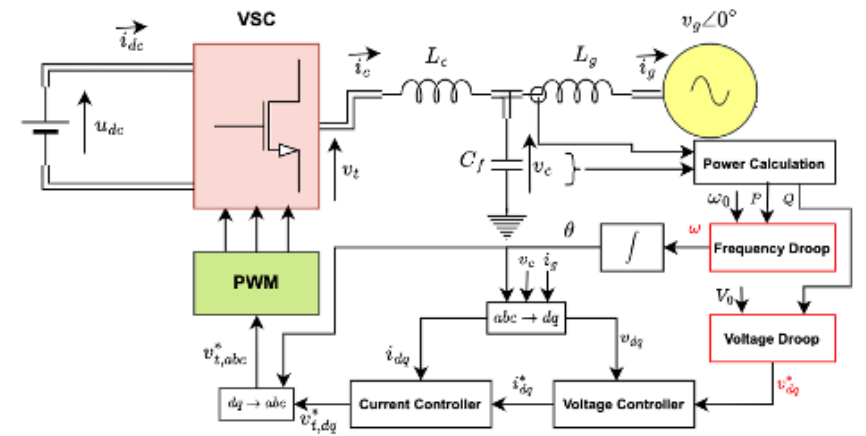 VSC
i_dc
u_dc
i_c
L_c
L_g
i_g
v_g∠0°
v_t
C_f
v_c
Power Calculation
ω_0
P
Q
Frequency Droop
ω
∫
θ
PWM
v_c
i_g
abc → dq
V_0
Voltage Droop
v*_t,abc
i_dq
v_dq
v*_dq
dq → abc
v*_t,dq
Current Controller
i*_dq
Voltage Controller